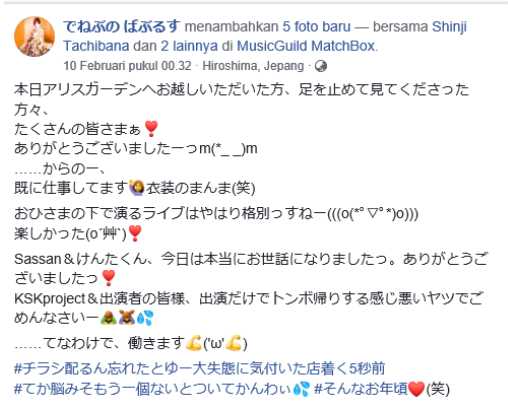 でねぶの ばぶるす menambahkan 5 foto baru — bersama Shinji
Tachibana dan 2 lainnya di MusicGuild MatchBox.
10 Februari pukul 00.32 · Hiroshima, Jepang ·
本日アリスガーデンへお越しいただいた方、足を止めて見てくださった
方々、
たくさんの皆さまぁ❣️
ありがとうございましたーっm(*_ _)m
……からのー、
既に仕事してます🙋衣装のまんま(笑)
おひさまの下で演るライブはやはり格別っすねー(((o(*ﾟ▽ﾟ*)o)))
楽しかった(o´艸`)❣️
Sassan＆けんたくん、今日は本当にお世話になりましたっ。ありがとうご
ざいましたっ❣️
KSKproject＆出演者の皆様、出演だけでトンボ帰りする感じ悪いヤツでご
めんなさいー🙇🙇💦
……てなわけで、働きます💪('ω'💪)
#チラシ配るん忘れたとゆー大失態に気付いた店着く5秒前
#てか脳みそもう一個ないとついてかんわぃ💦 #そんなお年頃❤️(笑)